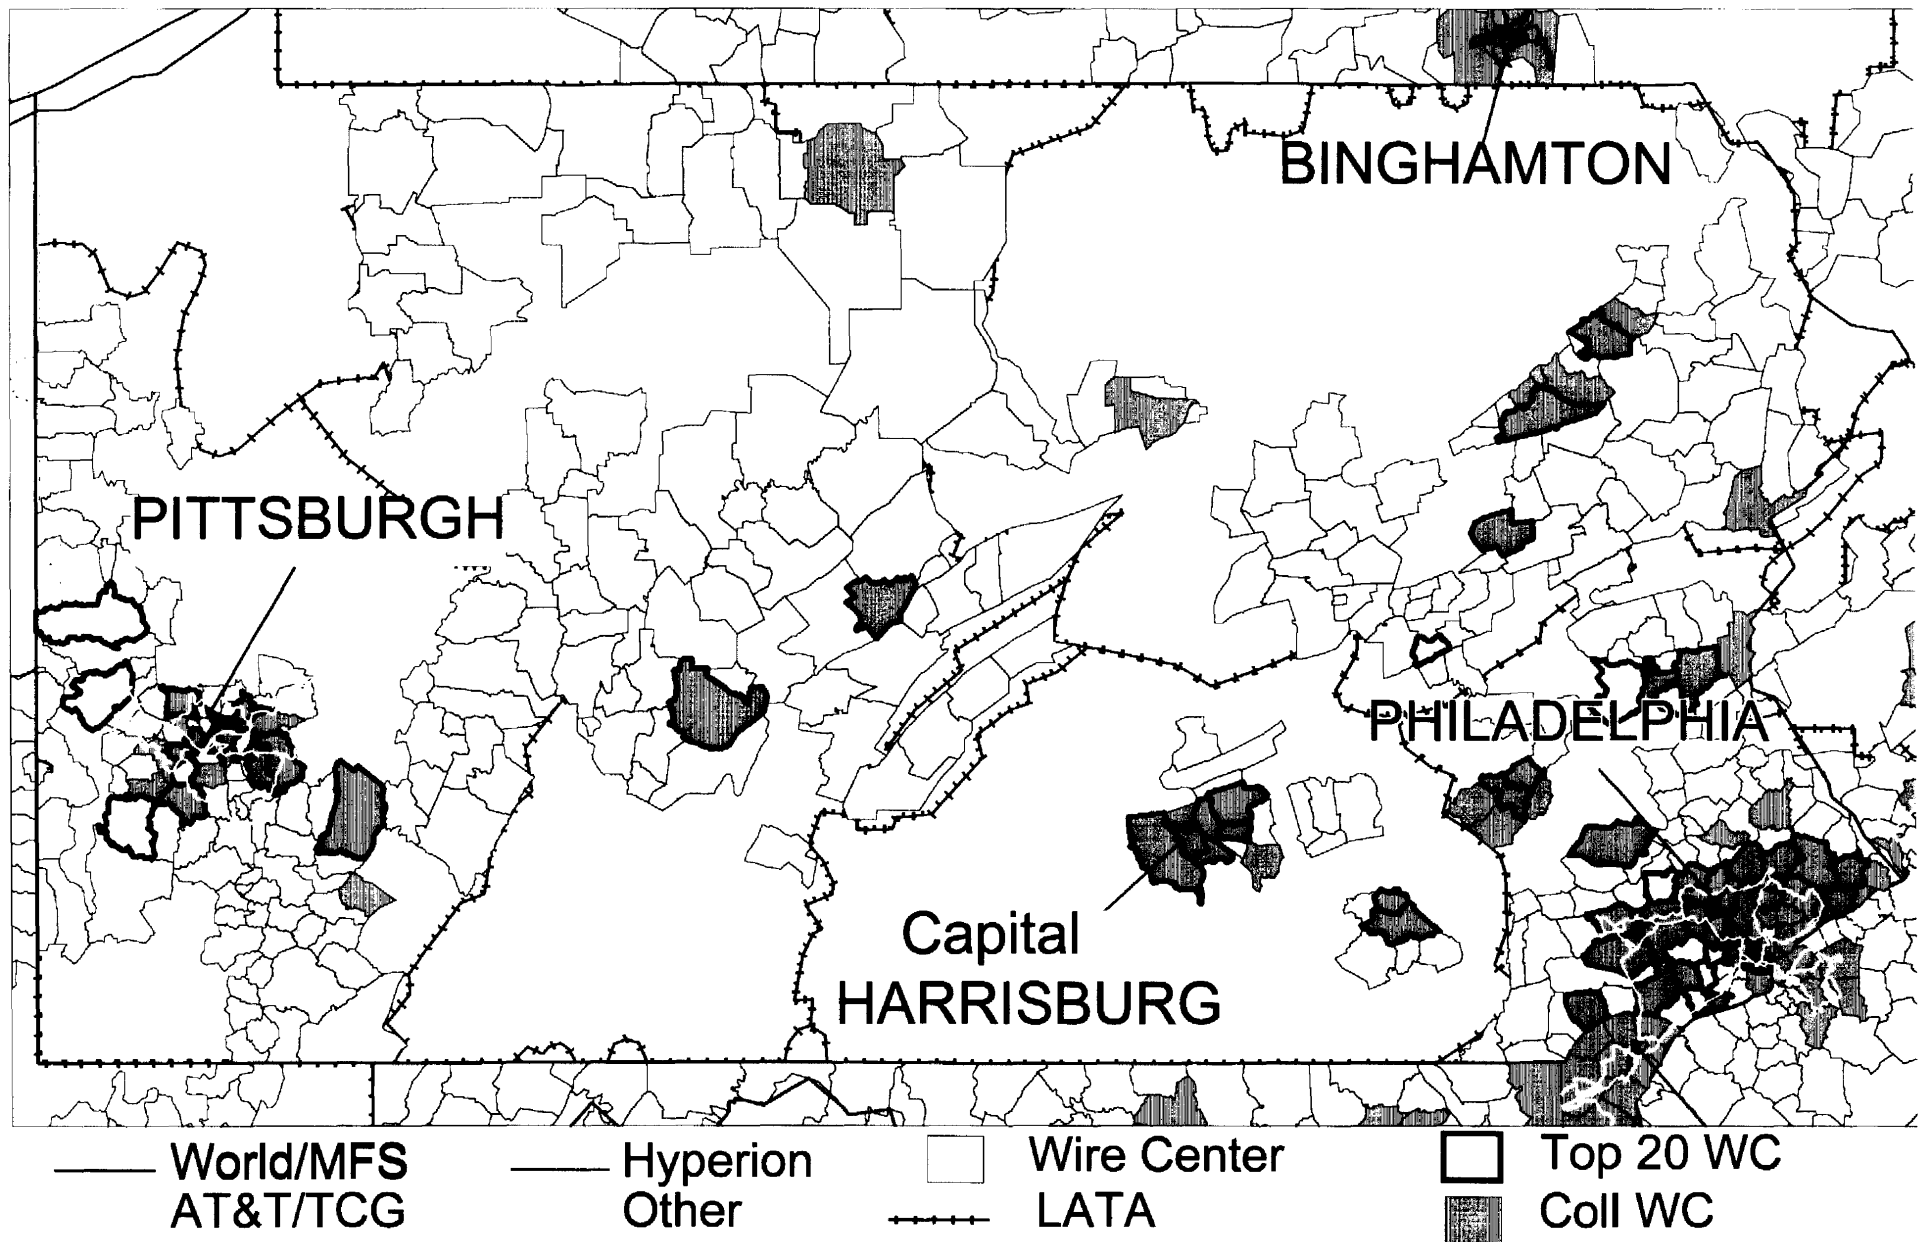 BINGHAMTON
PITTSBURGH
PHILADELPHIA
Capital
HARRISBURG
World/MFS
AT&T/TCG
Hyperion
Other
Wire Center
LATA
Top 20 WC
Coll WC